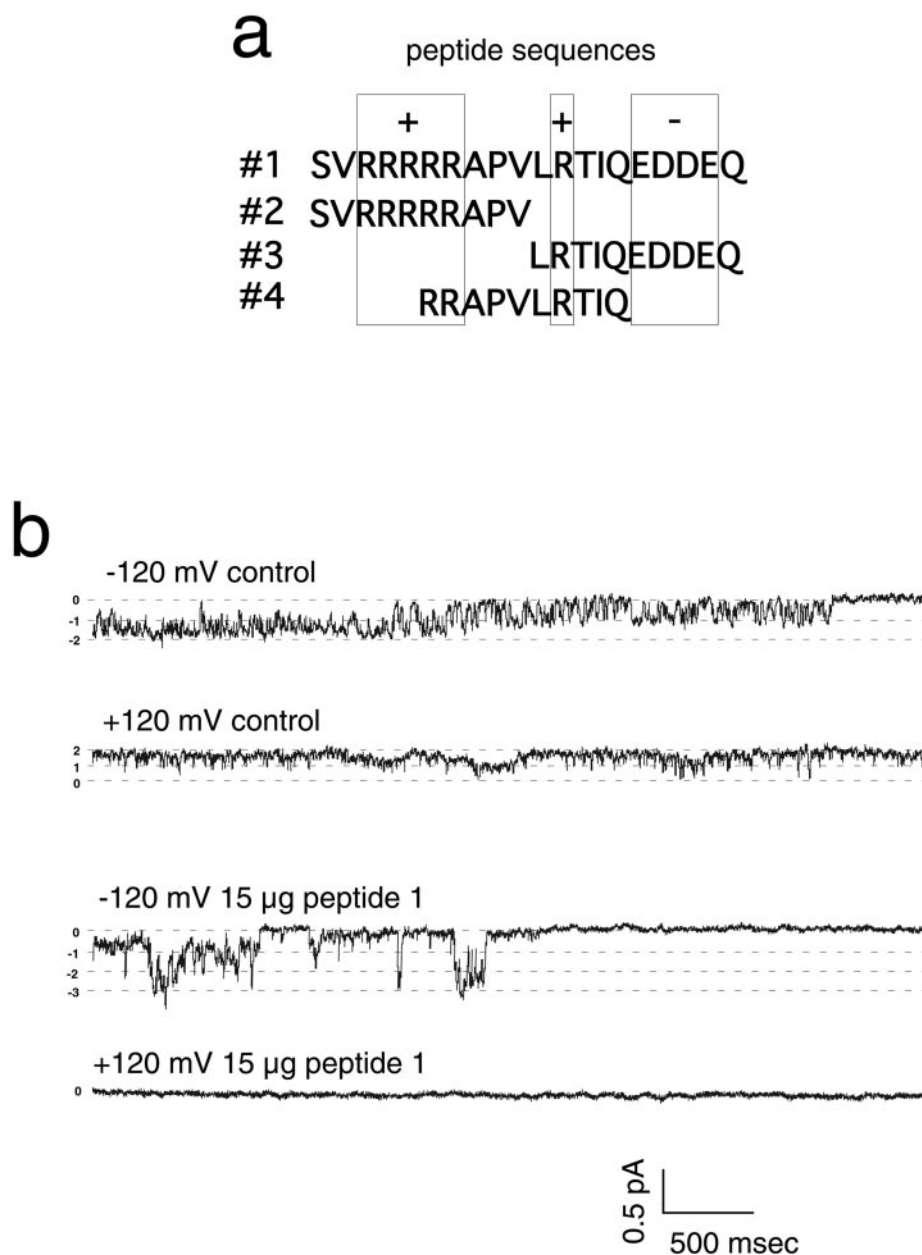 a
peptide sequences
+ + -
#1 SVRRRRRAPVLRTIQEDDEQ
#2 SVRRRRRAPV
#3 LRTIQEDDEQ
#4 RRAPVLRTIQ
b
-120 mV control
0
-1
-2
+120 mV control
2
1
0
-120 mV 15 µg peptide 1
0
-1
-2
-3
+120 mV 15 µg peptide 1
0
0.5 pA
500 msec